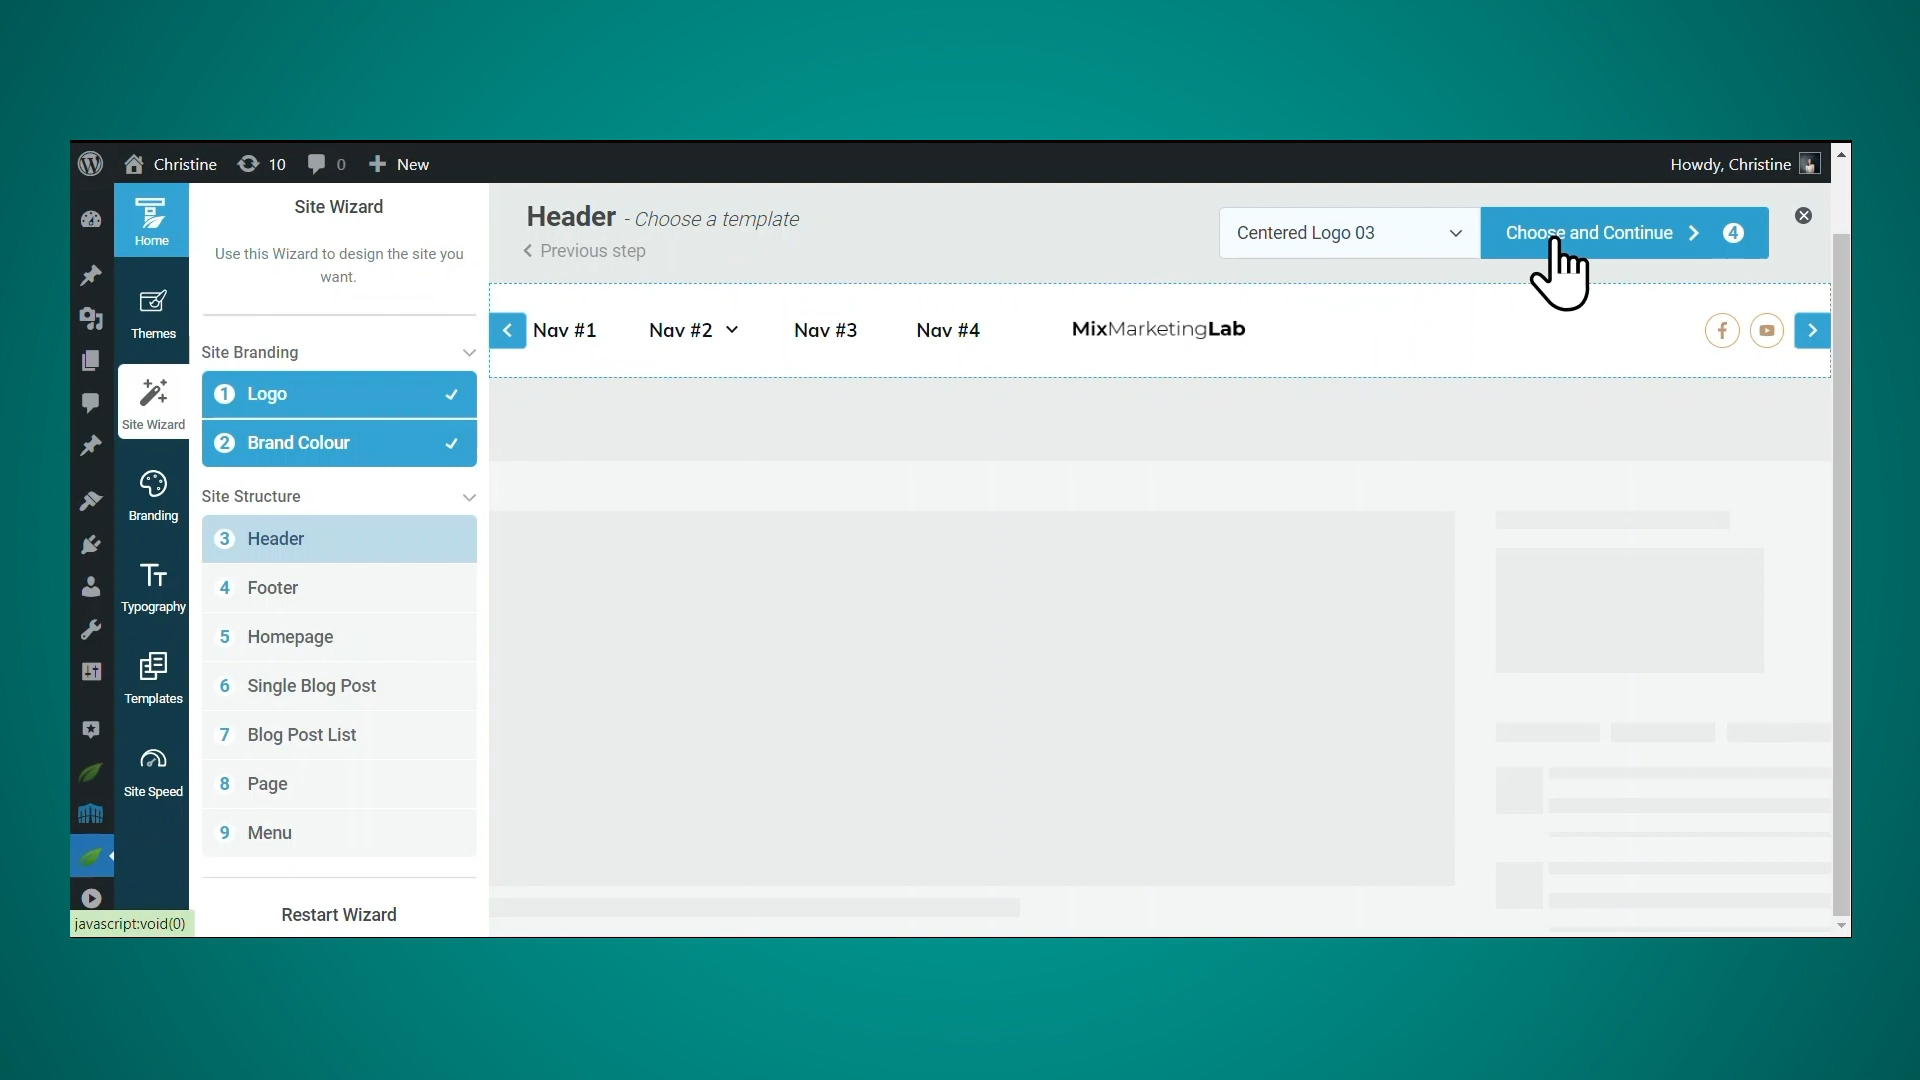 Christine 10 0 New Howdy, Christine
Home
Themes
Site Wizard
Branding
Typography
Templates
Site Speed
Site Wizard
Use this Wizard to design the site you
want.
Site Branding
1 Logo
2 Brand Colour
Site Structure
3 Header
4 Footer
5 Homepage
6 Single Blog Post
7 Blog Post List
8 Page
9 Menu
Restart Wizard
Header - Choose a template
Previous step
Centered Logo 03
Choose and Continue 4
Nav #1 Nav #2 Nav #3 Nav #4 MixMarketingLab
javascript:void(0)